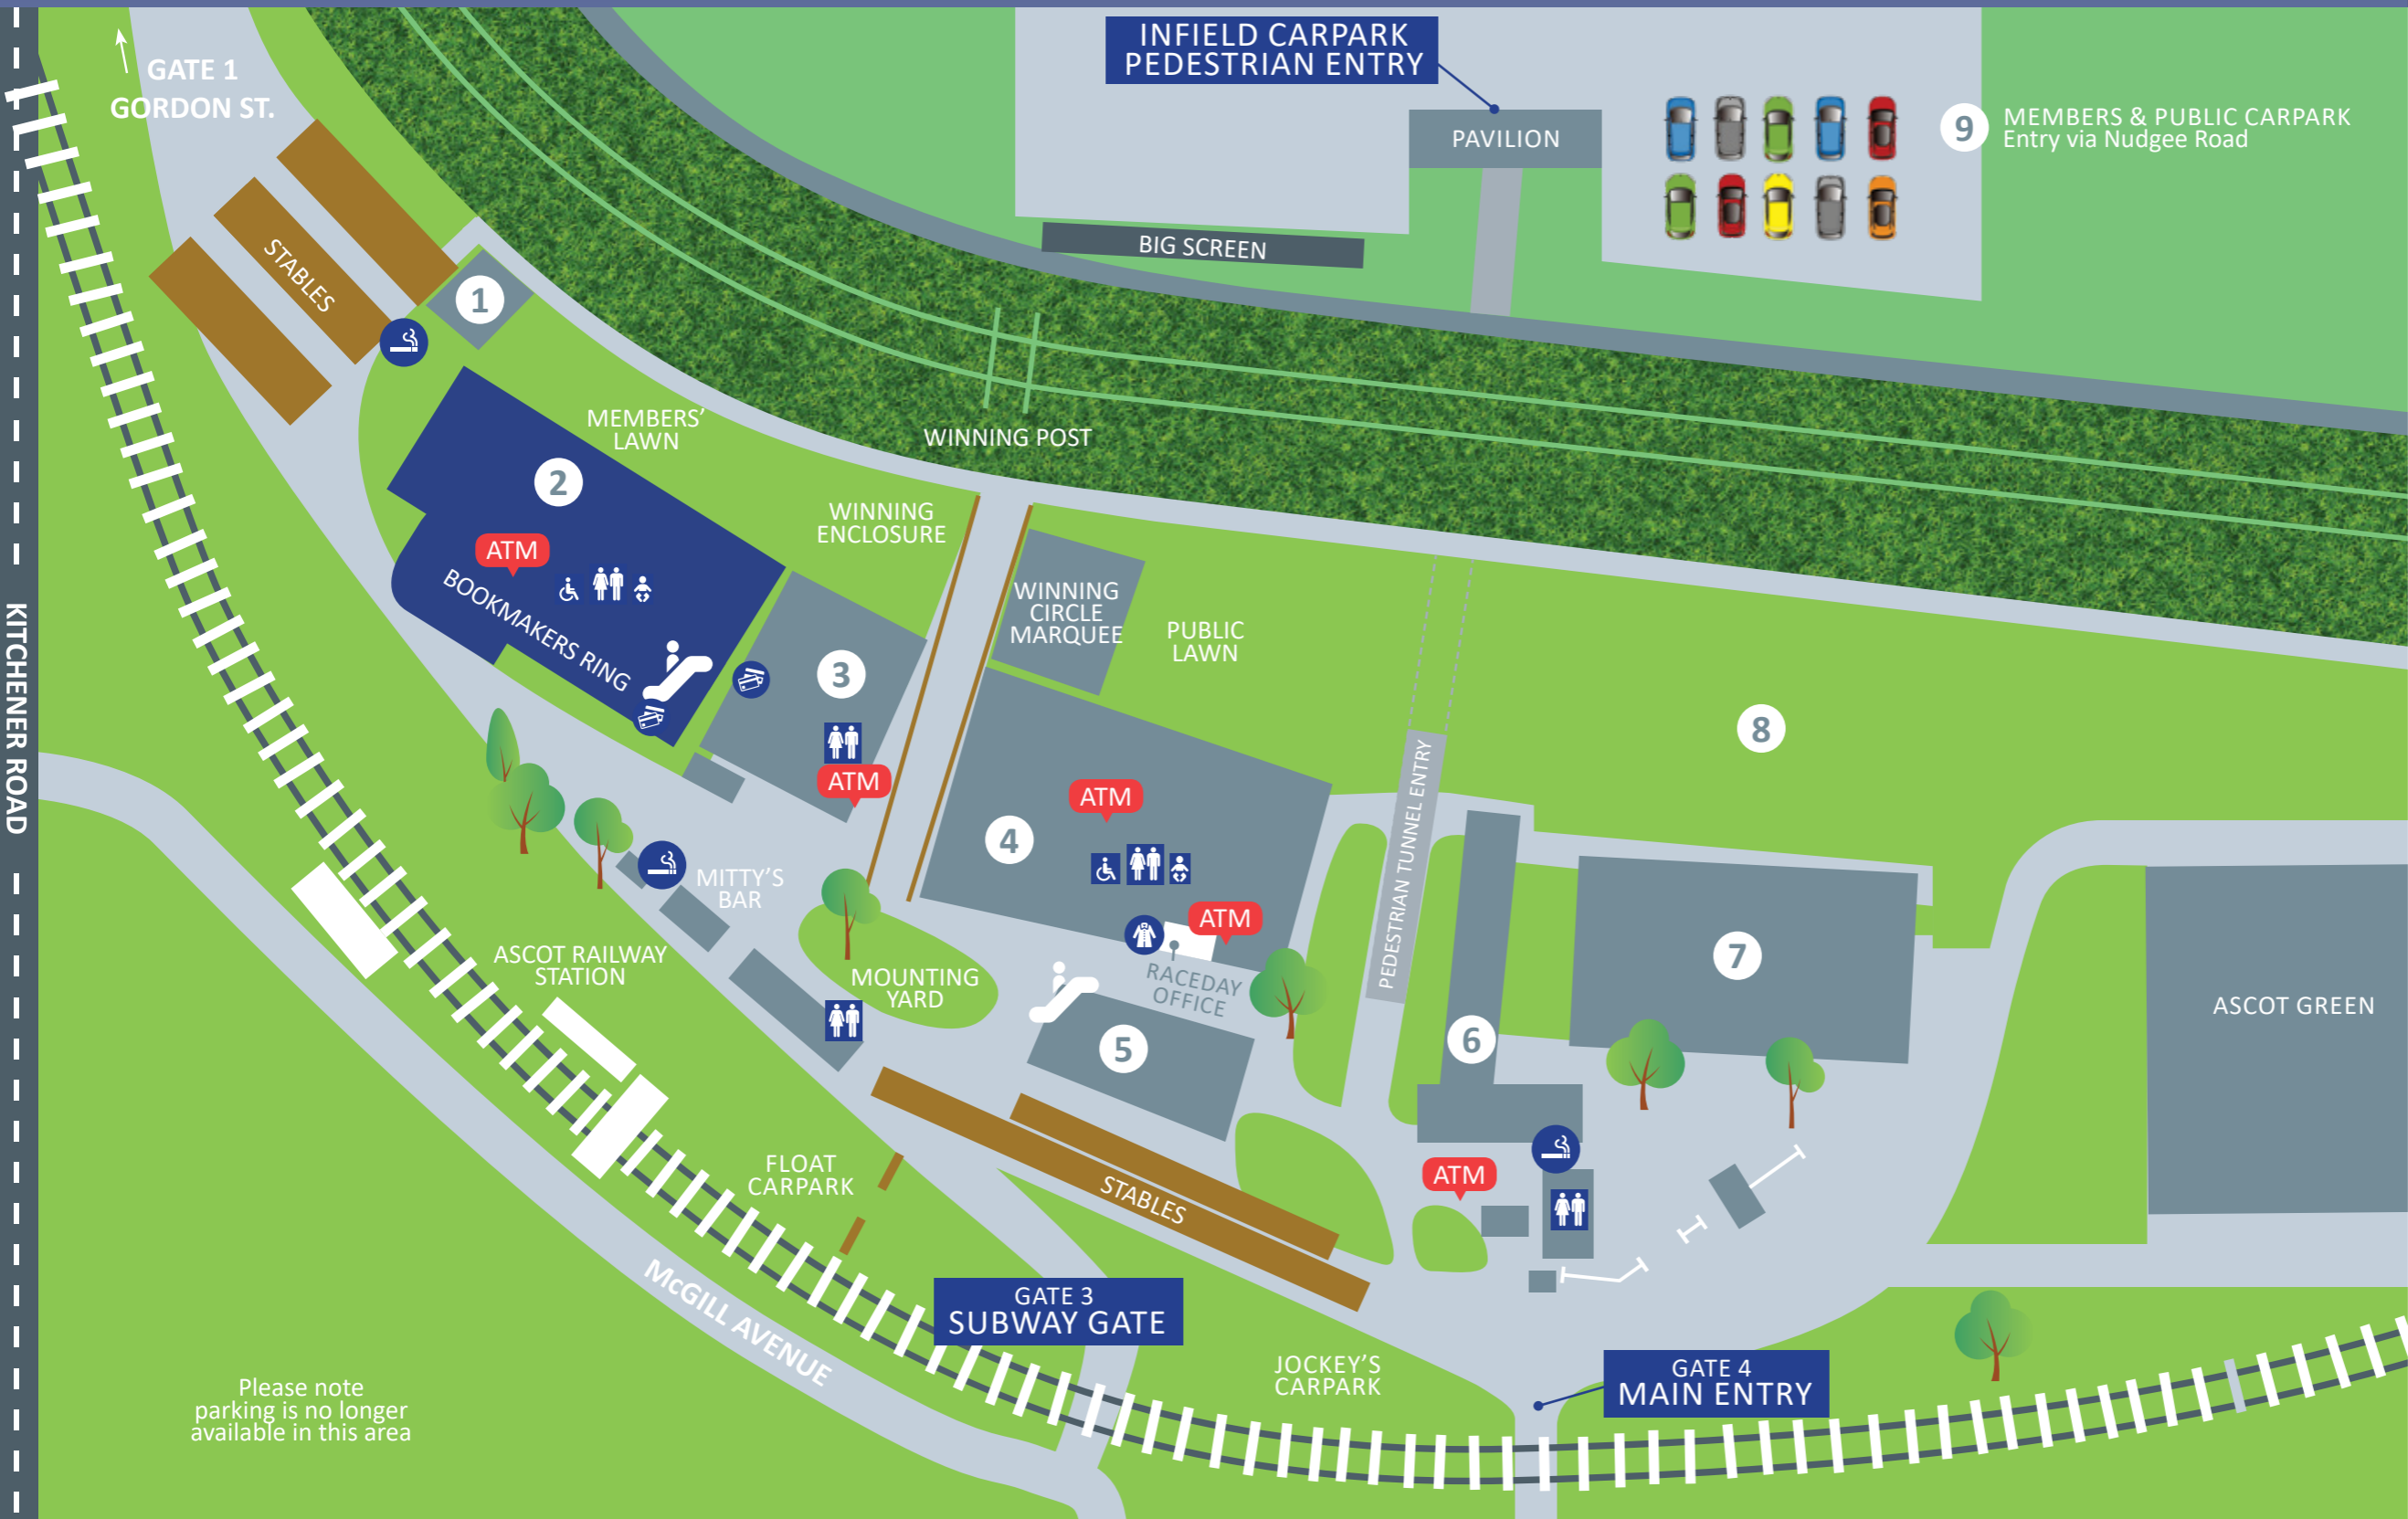 INFIELD CARPARK
PEDESTRIAN ENTRY
GATE 1
GORDON ST.
PAVILION
9
MEMBERS & PUBLIC CARPARK
Entry via Nudgee Road
BIG SCREEN
STABLES
1
MEMBERS'
LAWN
WINNING POST
2
WINNING
ENCLOSURE
ATM
BOOKMAKERS RING
WINNING
CIRCLE
MARQUEE
PUBLIC
LAWN
KITCHENER ROAD
3
ATM
8
PEDESTRIAN TUNNEL ENTRY
ATM
4
MITTY'S
BAR
ATM
RACEDAY
OFFICE
ASCOT RAILWAY
STATION
MOUNTING
YARD
7
ASCOT GREEN
5
6
FLOAT
CARPARK
STABLES
ATM
McGILL AVENUE
GATE 3
SUBWAY GATE
JOCKEY'S
CARPARK
GATE 4
MAIN ENTRY
Please note
parking is no longer
available in this area